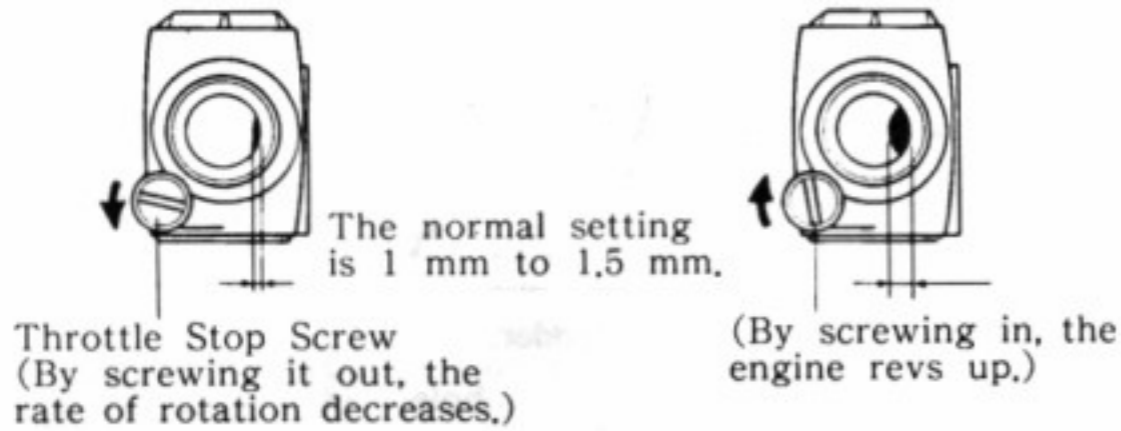 The normal setting
is 1 mm to 1.5 mm.
Throttle Stop Screw
(By screwing it out, the
rate of rotation decreases.)
(By screwing in, the
engine revs up.)